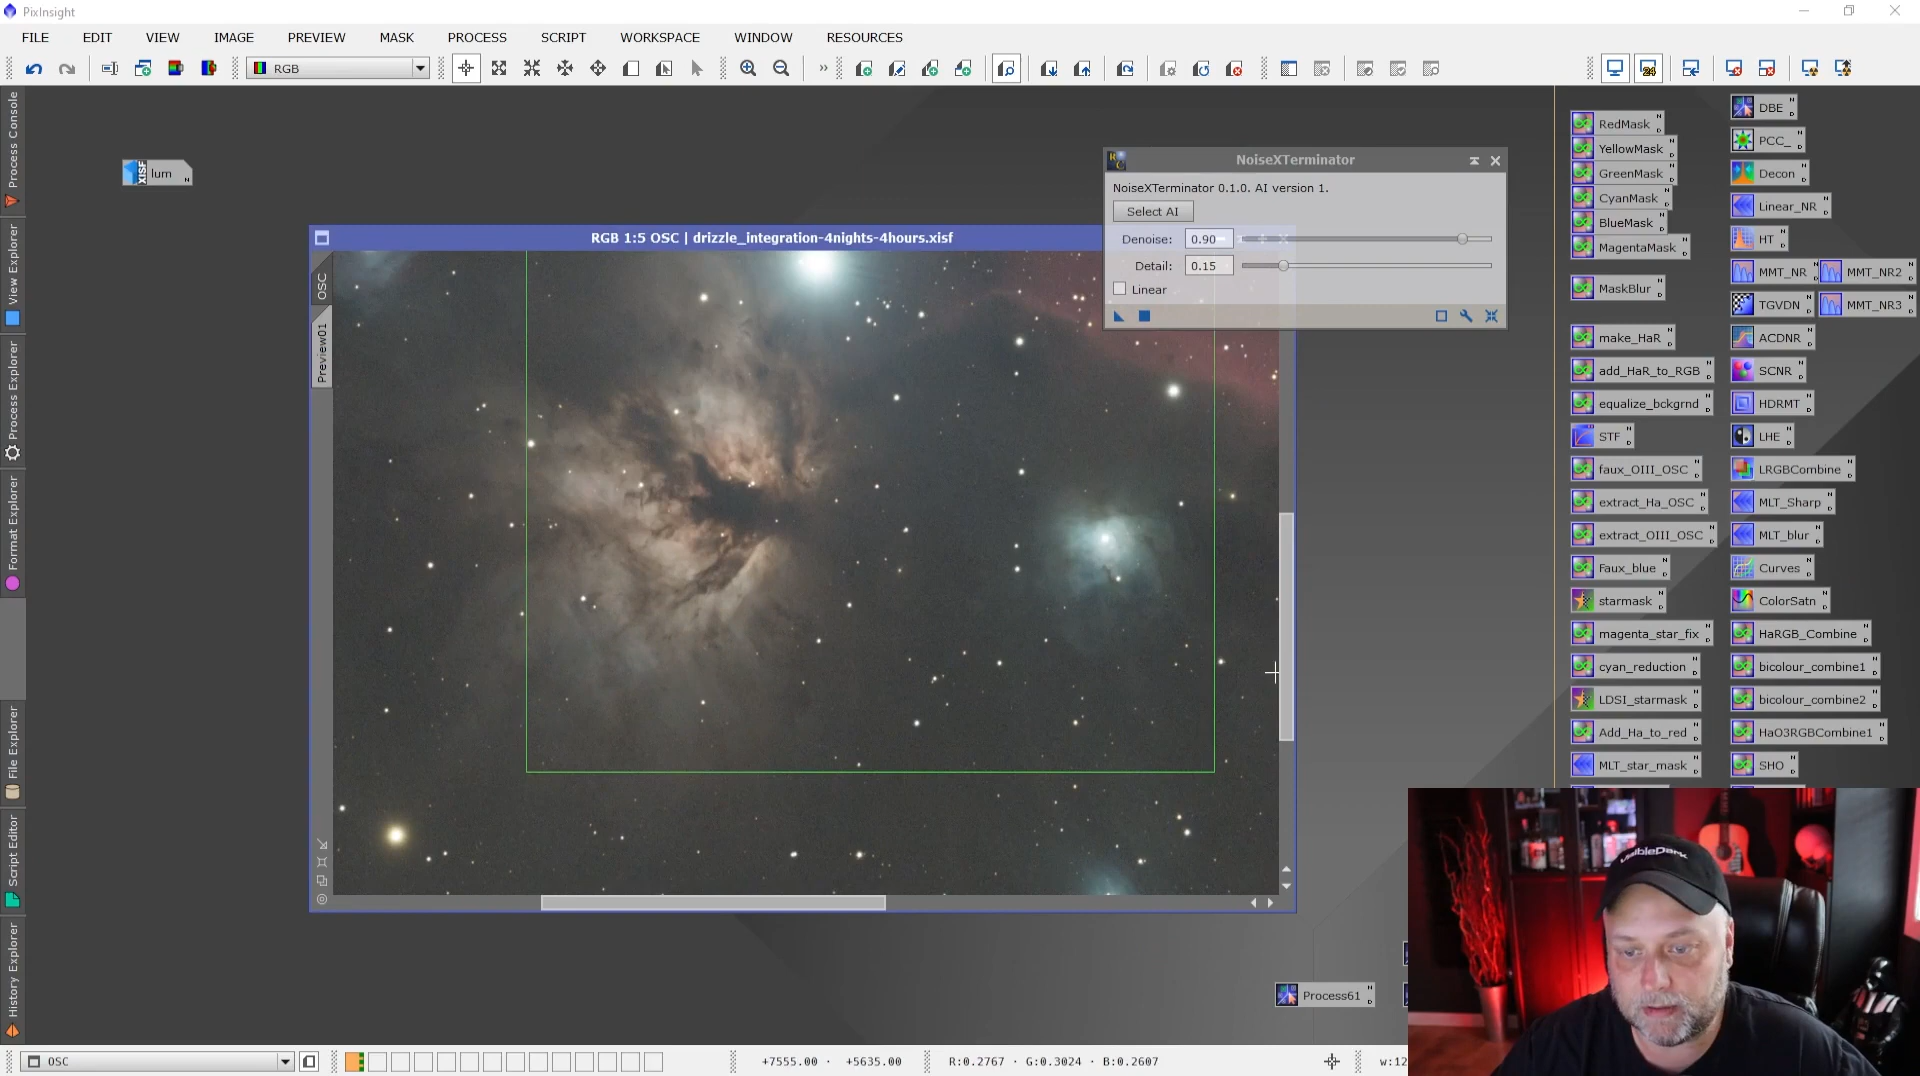 PixInsight
FILE EDIT VIEW IMAGE PREVIEW MASK PROCESS SCRIPT WORKSPACE WINDOW RESOURCES
RGB
24
Process Console
View Explorer
Process Explorer
Format Explorer
File Explorer
Script Editor
History Explorer
XISF lum
RGB 1:5 OSC | drizzle_integration-4nights-4hours.xisf
OSC
Preview01
NoiseXTerminator
NoiseXTerminator 0.1.0. AI version 1.
Select AI
Denoise: 0.90
Detail: 0.15
Linear
RedMask
YellowMask
GreenMask
CyanMask
BlueMask
MagentaMask
MaskBlur
make_HaR
add_HaR_to_RGB
equalize_bckgrnd
STF
faux_OIII_OSC
extract_Ha_OSC
extract_OIII_OSC
Faux_blue
starmask
magenta_star_fix
cyan_reduction
LDSI_starmask
Add_Ha_to_red
MLT_star_mask
DBE
PCC_
Decon
Linear_NR
HT
MMT_NR MMT_NR2
TGVDN MMT_NR3
ACDNR
SCNR
HDRMT
LHE
LRGBCombine
MLT_Sharp
MLT_blur
Curves
ColorSatn
HaRGB_Combine
bicolour_combine1
bicolour_combine2
HaO3RGBCombine1
SHO
Process61
VisibleDark
OSC
+7555.00 · +5635.00
R:0.2767 · G:0.3024 · B:0.2607
w:12